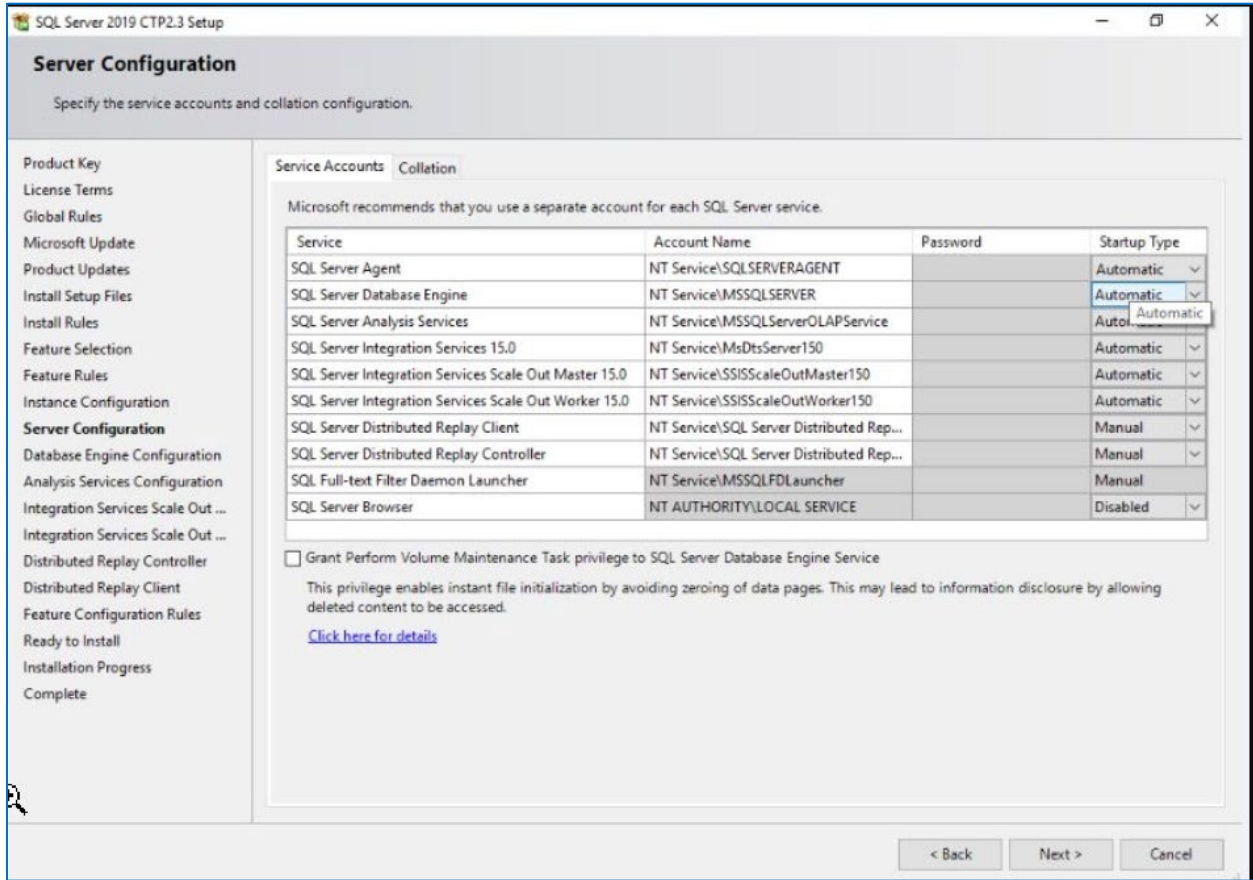 SQL Server 2019 CTP2.3 Setup
Server Configuration
Specify the service accounts and collation configuration.
Product Key
License Terms
Global Rules
Microsoft Update
Product Updates
Install Setup Files
Install Rules
Feature Selection
Feature Rules
Instance Configuration
Server Configuration
Database Engine Configuration
Analysis Services Configuration
Integration Services Scale Out ...
Integration Services Scale Out ...
Distributed Replay Controller
Distributed Replay Client
Feature Configuration Rules
Ready to Install
Installation Progress
Complete
Service Accounts Collation
Microsoft recommends that you use a separate account for each SQL Server service.
Service Account Name Password Startup Type
SQL Server Agent NT Service\SQLSERVERAGENT Automatic
SQL Server Database Engine NT Service\MSSQLSERVER Automatic
Automatic
SQL Server Analysis Services NT Service\MSSQLServerOLAPService
SQL Server Integration Services 15.0 NT Service\MsDtsServer150 Automatic
SQL Server Integration Services Scale Out Master 15.0 NT Service\SSISScaleOutMaster150 Automatic
SQL Server Integration Services Scale Out Worker 15.0 NT Service\SSISScaleOutWorker150 Automatic
SQL Server Distributed Replay Client NT Service\SQL Server Distributed Rep... Manual
SQL Server Distributed Replay Controller NT Service\SQL Server Distributed Rep... Manual
SQL Full-text Filter Daemon Launcher NT Service\MSSQLFDLauncher Manual
SQL Server Browser NT AUTHORITY\LOCAL SERVICE Disabled
Grant Perform Volume Maintenance Task privilege to SQL Server Database Engine Service
This privilege enables instant file initialization by avoiding zeroing of data pages. This may lead to information disclosure by allowing
deleted content to be accessed.
Click here for details
< Back Next > Cancel